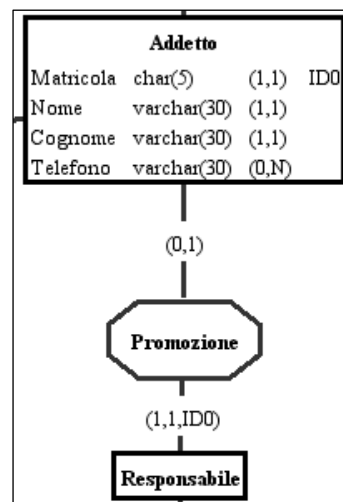 Addetto
Matricola char(5) (1,1) ID0
Nome varchar(30) (1,1)
Cognome varchar(30) (1,1)
Telefono varchar(30) (0,N)
(0,1)
Promozione
(1,1,ID0)
Responsabile